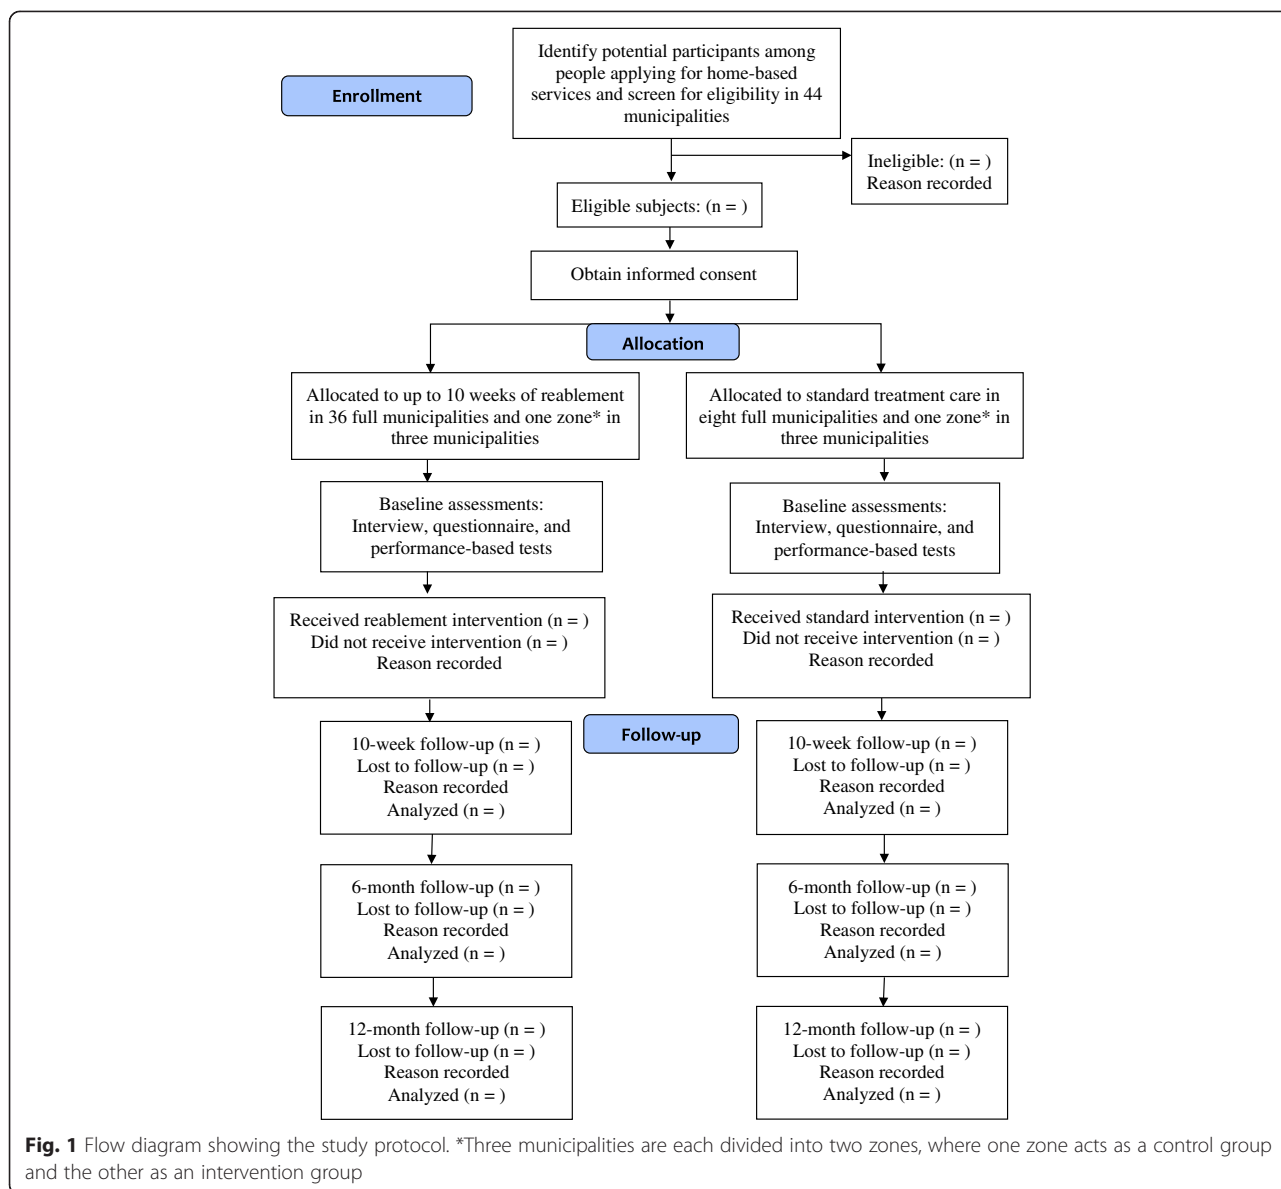 Enrollment
Identify potential participants among
people applying for home-based
services and screen for eligibility in 44
municipalities
Ineligible: (n = )
Reason recorded
Eligible subjects: (n = )
Obtain informed consent
Allocation
Allocated to up to 10 weeks of reablement
in 36 full municipalities and one zone* in
three municipalities
Allocated to standard treatment care in
eight full municipalities and one zone* in
three municipalities
Baseline assessments:
Interview, questionnaire, and
performance-based tests
Baseline assessments:
Interview, questionnaire, and
performance-based tests
Received reablement intervention (n = )
Did not receive intervention (n = )
Reason recorded
Received standard intervention (n = )
Did not receive intervention (n = )
Reason recorded
Follow-up
10-week follow-up (n = )
Lost to follow-up (n = )
Reason recorded
Analyzed (n = )
10-week follow-up (n = )
Lost to follow-up (n = )
Reason recorded
Analyzed (n = )
6-month follow-up (n = )
Lost to follow-up (n = )
Reason recorded
Analyzed (n = )
6-month follow-up (n = )
Lost to follow-up (n = )
Reason recorded
Analyzed (n = )
12-month follow-up (n = )
Lost to follow-up (n = )
Reason recorded
Analyzed (n = )
12-month follow-up (n = )
Lost to follow-up (n = )
Reason recorded
Analyzed (n = )
Fig. 1 Flow diagram showing the study protocol. *Three municipalities are each divided into two zones, where one zone acts as a control group
and the other as an intervention group